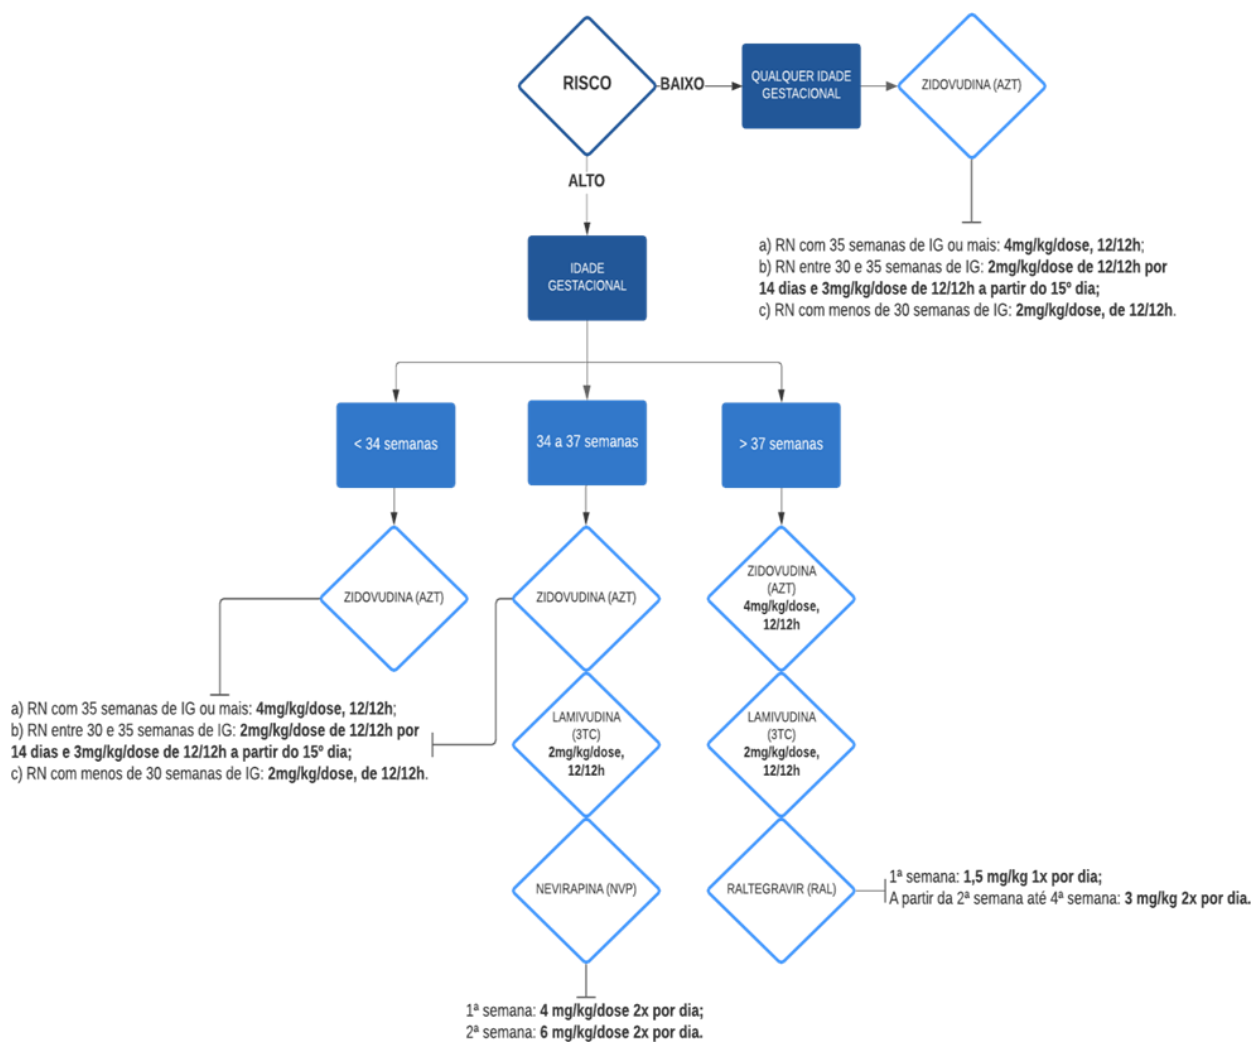 RISCO
BAIXO
QUALQUER IDADE
GESTACIONAL
ZIDOVUDINA (AZT)
ALTO
a) RN com 35 semanas de IG ou mais: 4mg/kg/dose, 12/12h;
b) RN entre 30 e 35 semanas de IG: 2mg/kg/dose de 12/12h por
14 dias e 3mg/kg/dose de 12/12h a partir do 15º dia;
c) RN com menos de 30 semanas de IG: 2mg/kg/dose, de 12/12h.
IDADE
GESTACIONAL
< 34 semanas
34 a 37 semanas
> 37 semanas
ZIDOVUDINA (AZT)
ZIDOVUDINA (AZT)
ZIDOVUDINA
(AZT)
4mg/kg/dose,
12/12h
a) RN com 35 semanas de IG ou mais: 4mg/kg/dose, 12/12h;
b) RN entre 30 e 35 semanas de IG: 2mg/kg/dose de 12/12h por
14 dias e 3mg/kg/dose de 12/12h a partir do 15º dia;
c) RN com menos de 30 semanas de IG: 2mg/kg/dose, de 12/12h.
LAMIVUDINA
(3TC)
2mg/kg/dose,
12/12h
LAMIVUDINA
(3TC)
2mg/kg/dose,
12/12h
NEVIRAPINA (NVP)
RALTEGRAVIR (RAL)
1ª semana: 1,5 mg/kg 1x por dia;
A partir da 2ª semana até 4ª semana: 3 mg/kg 2x por dia.
1ª semana: 4 mg/kg/dose 2x por dia;
2ª semana: 6 mg/kg/dose 2x por dia.